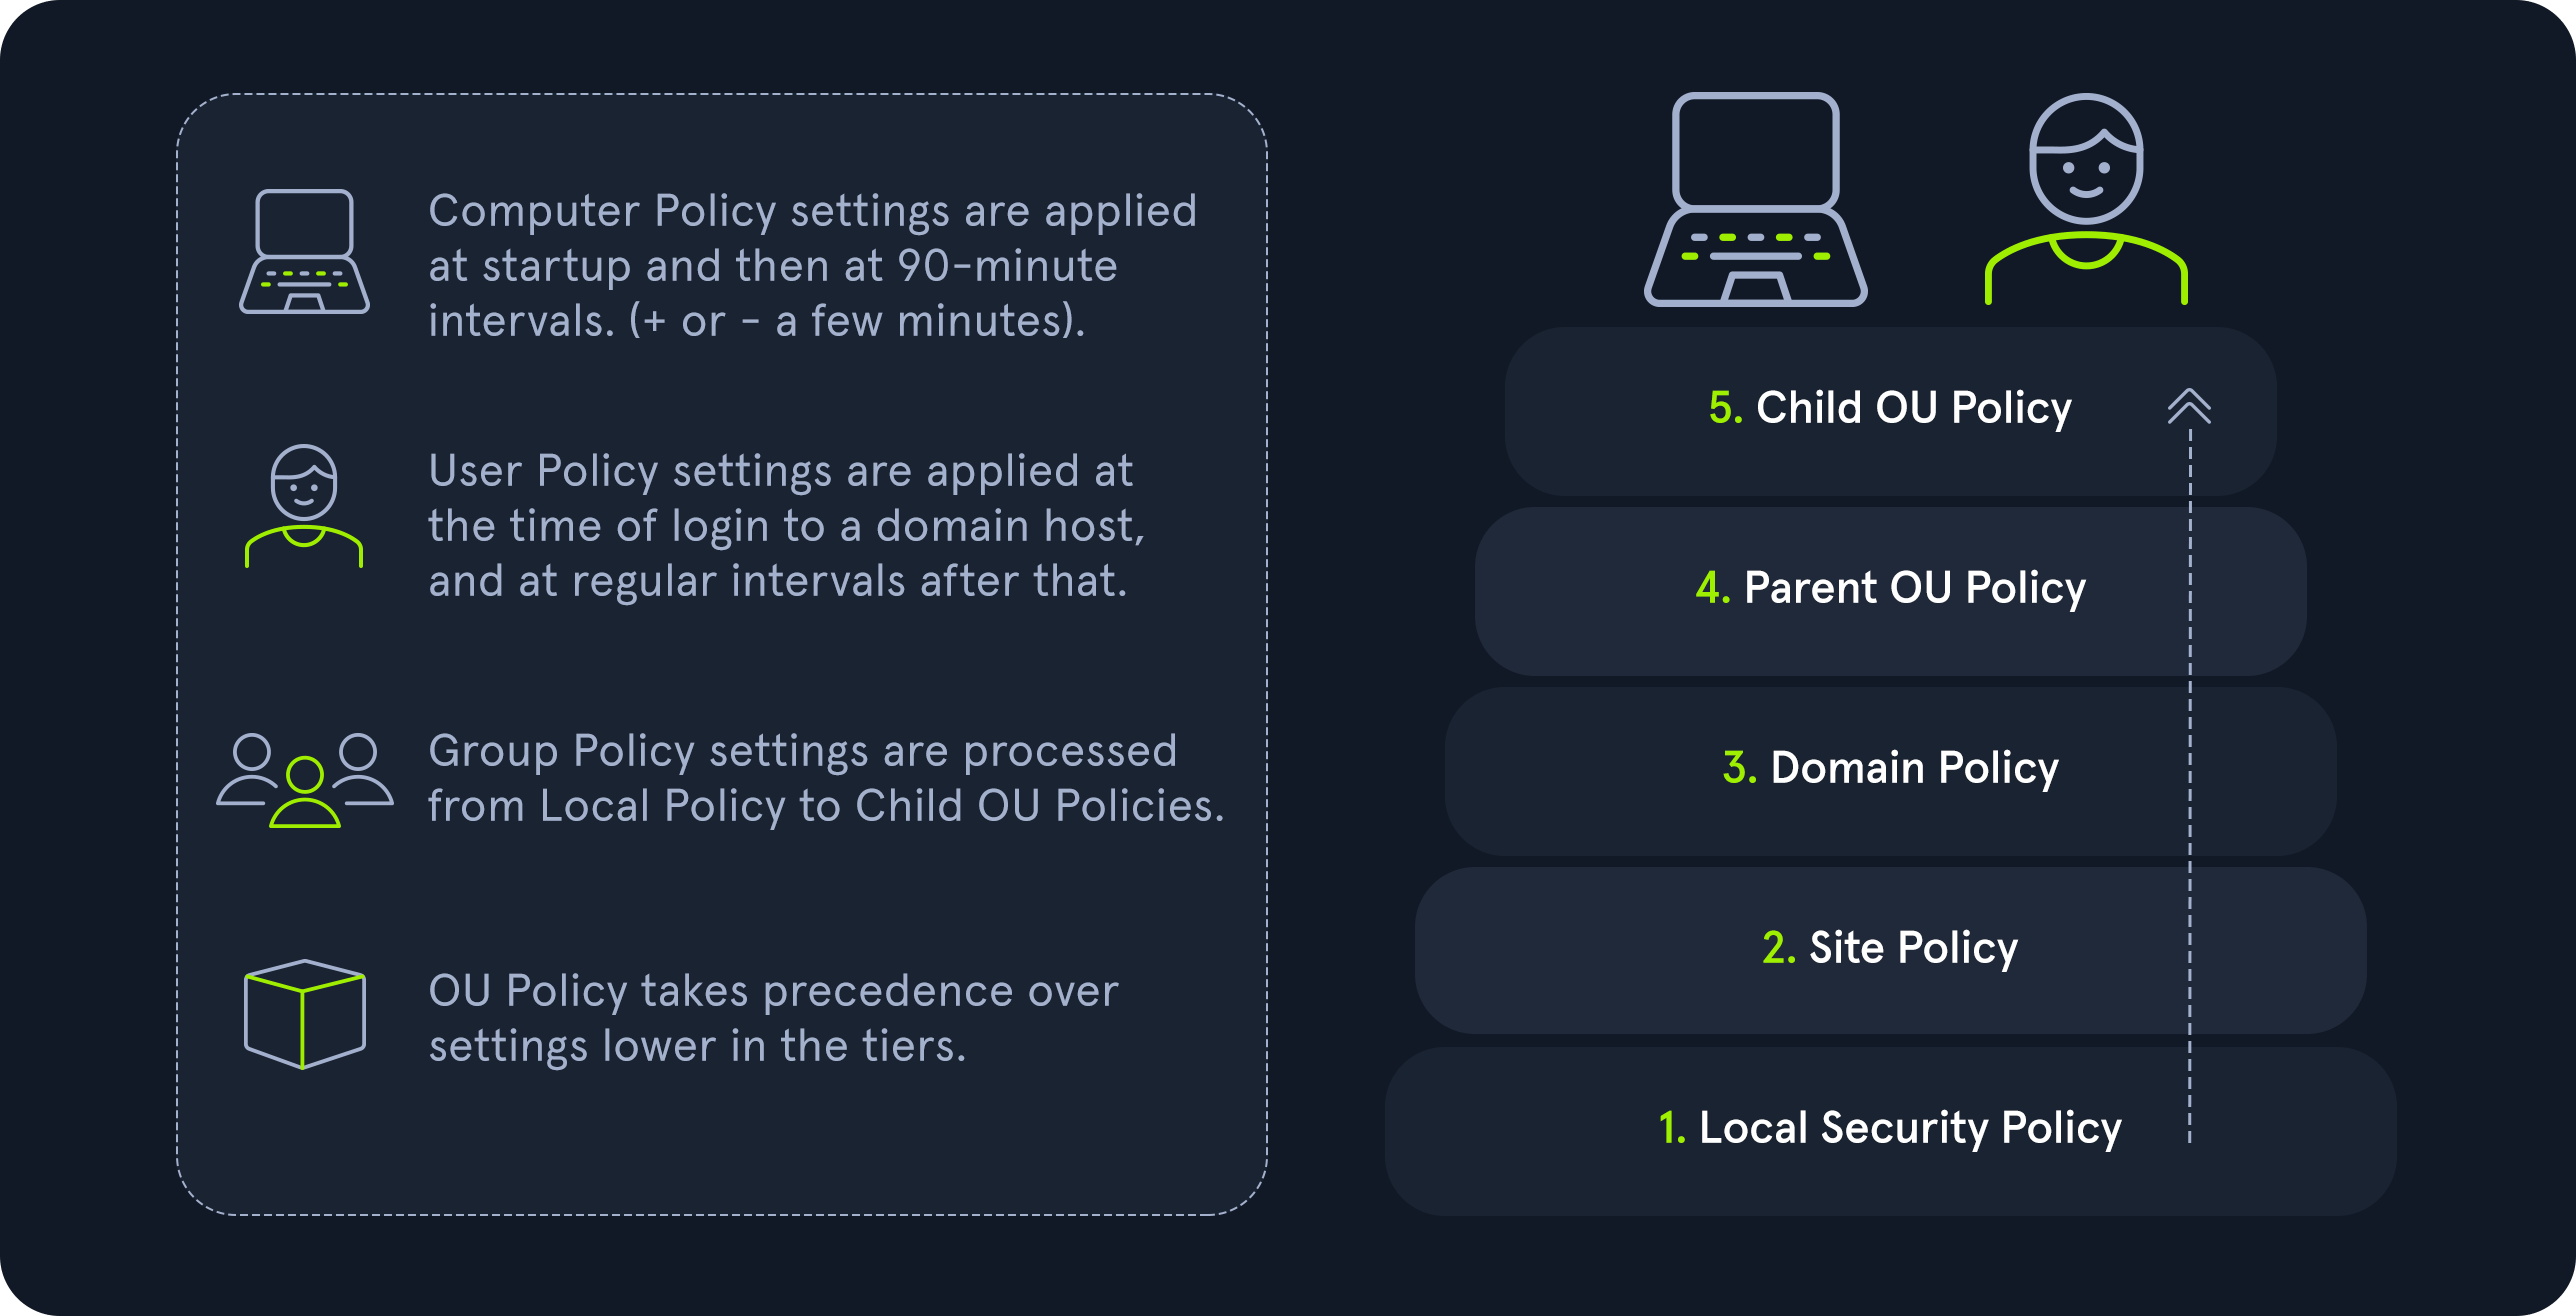 Computer Policy settings are applied
at startup and then at 90-minute
intervals. (+ or - a few minutes).
User Policy settings are applied at
the time of login to a domain host,
and at regular intervals after that.
Group Policy settings are processed
from Local Policy to Child OU Policies.
OU Policy takes precedence over
settings lower in the tiers.
5. Child OU Policy
4. Parent OU Policy
3. Domain Policy
2. Site Policy
1. Local Security Policy